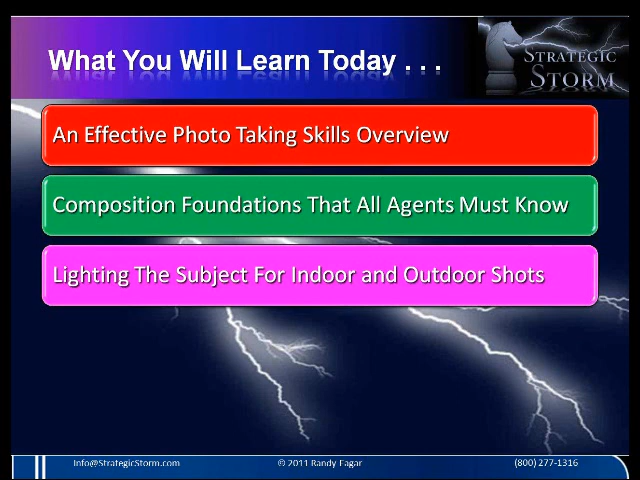 What You Will Learn Today . . .
STRATEGIC
STORM
An Effective Photo Taking Skills Overview
Composition Foundations That All Agents Must Know
Lighting The Subject For Indoor and Outdoor Shots
Info@StrategicStorm.com
© 2011 Randy Eagar
(800) 277-1316